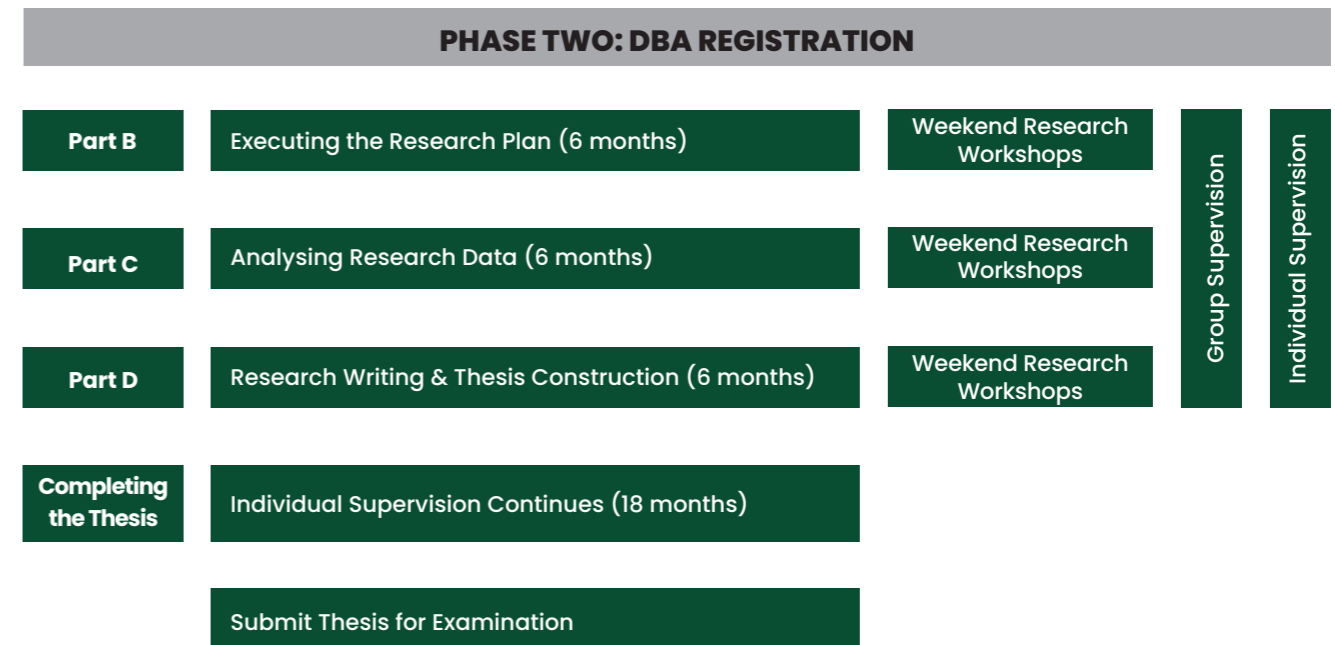 PHASE TWO: DBA REGISTRATION
Part B
Executing the Research Plan (6 months)
Weekend Research
Workshops
Part C
Analysing Research Data (6 months)
Weekend Research
Workshops
Part D
Research Writing & Thesis Construction (6 months)
Weekend Research
Workshops
Group Supervision
Individual Supervision
Completing
the Thesis
Individual Supervision Continues (18 months)
Submit Thesis for Examination